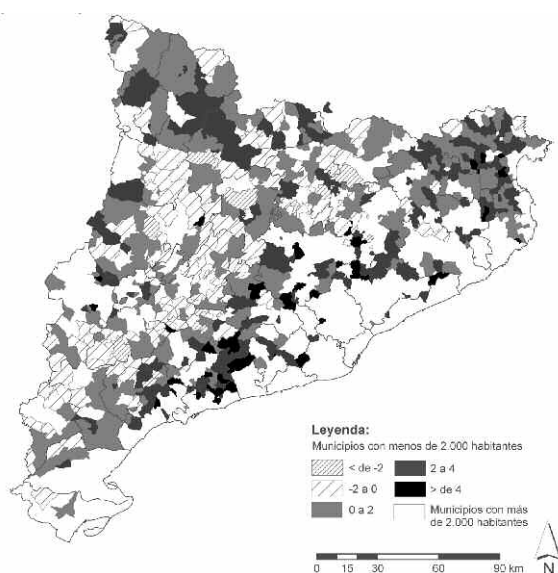 Leyenda:
Municipios con menos de 2.000 habitantes
< de -2
2 a 4
-2 a 0
> de 4
0 a 2
Municipios con más
de 2.000 habitantes
0 15 30 60 90 km
N